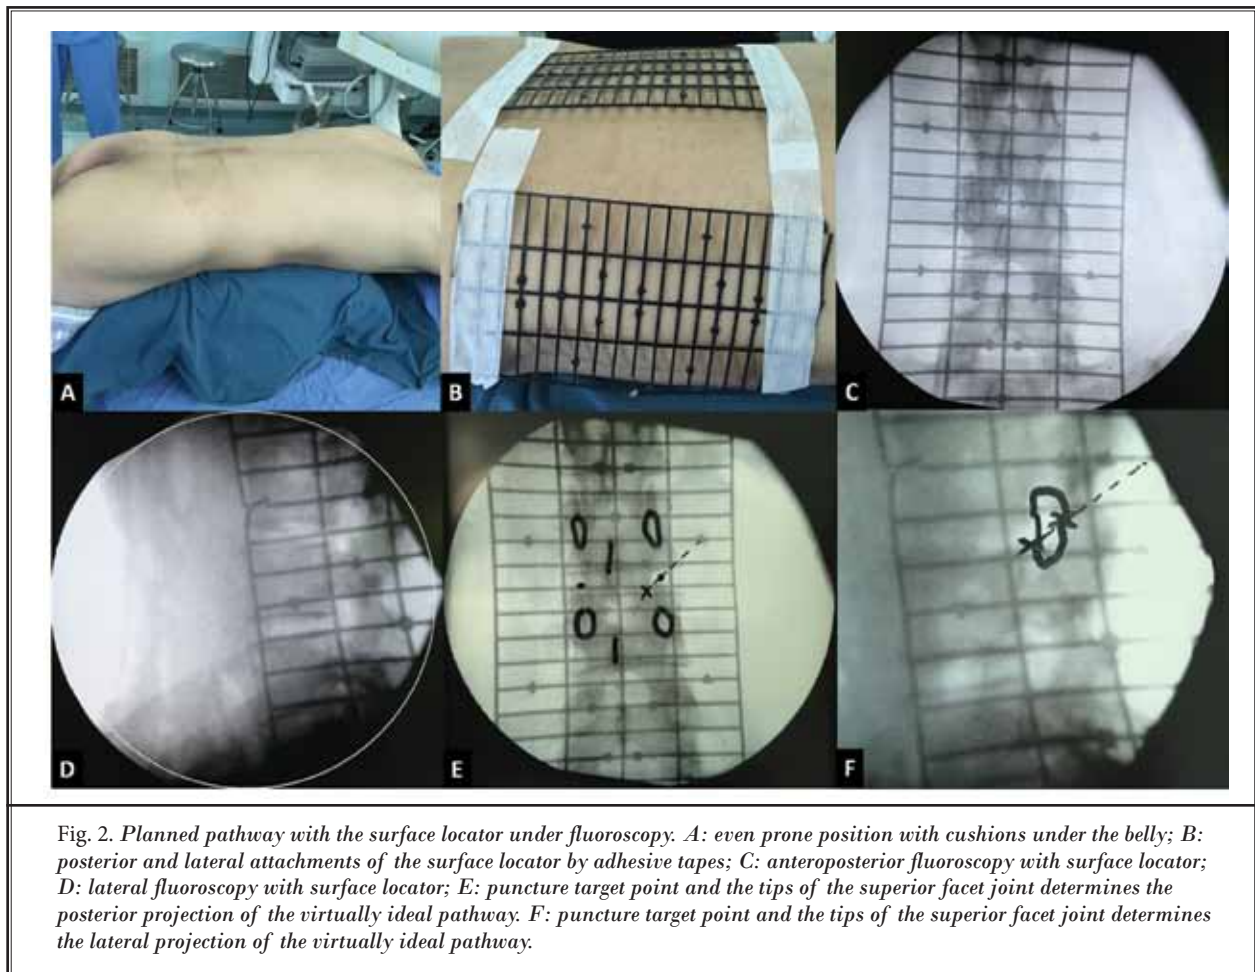 A
B
C
D
E
F
Fig. 2. Planned pathway with the surface locator under fluoroscopy. A: even prone position with cushions under the belly; B:
posterior and lateral attachments of the surface locator by adhesive tapes; C: anteroposterior fluoroscopy with surface locator;
D: lateral fluoroscopy with surface locator; E: puncture target point and the tips of the superior facet joint determines the
posterior projection of the virtually ideal pathway. F: puncture target point and the tips of the superior facet joint determines
the lateral projection of the virtually ideal pathway.